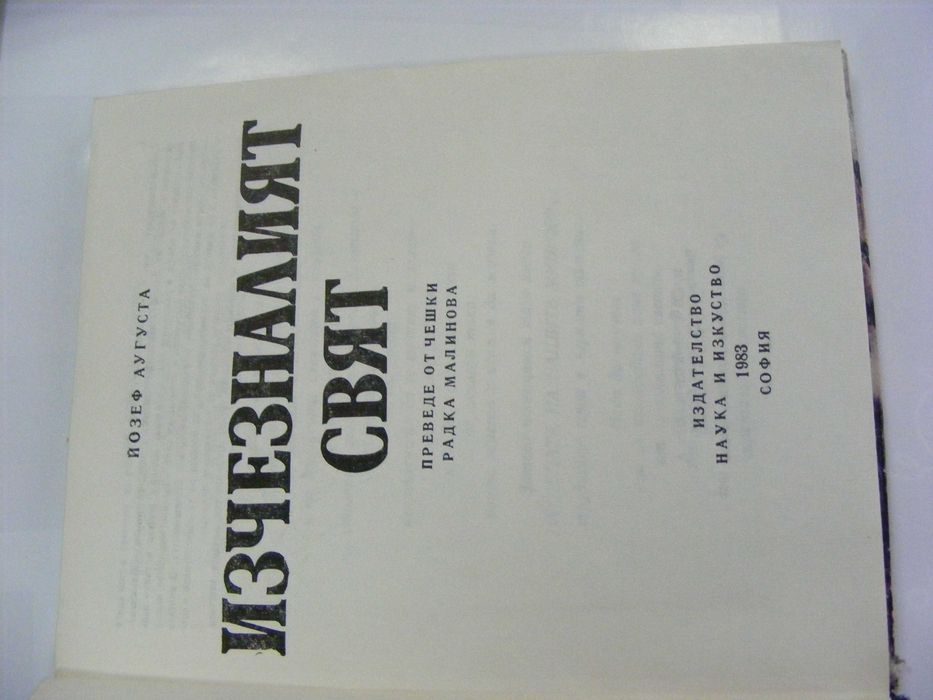 ЙОЗЕФ АУГУСТА
ИЗЧЕЗНАЛИЯТ
СВЯТ
ПРЕВЕДЕ ОТ ЧЕШКИ
РАДКА МАЛИНОВА
ИЗДАТЕЛСТВО
НАУКА И ИЗКУСТВО
1983
СОФИЯ